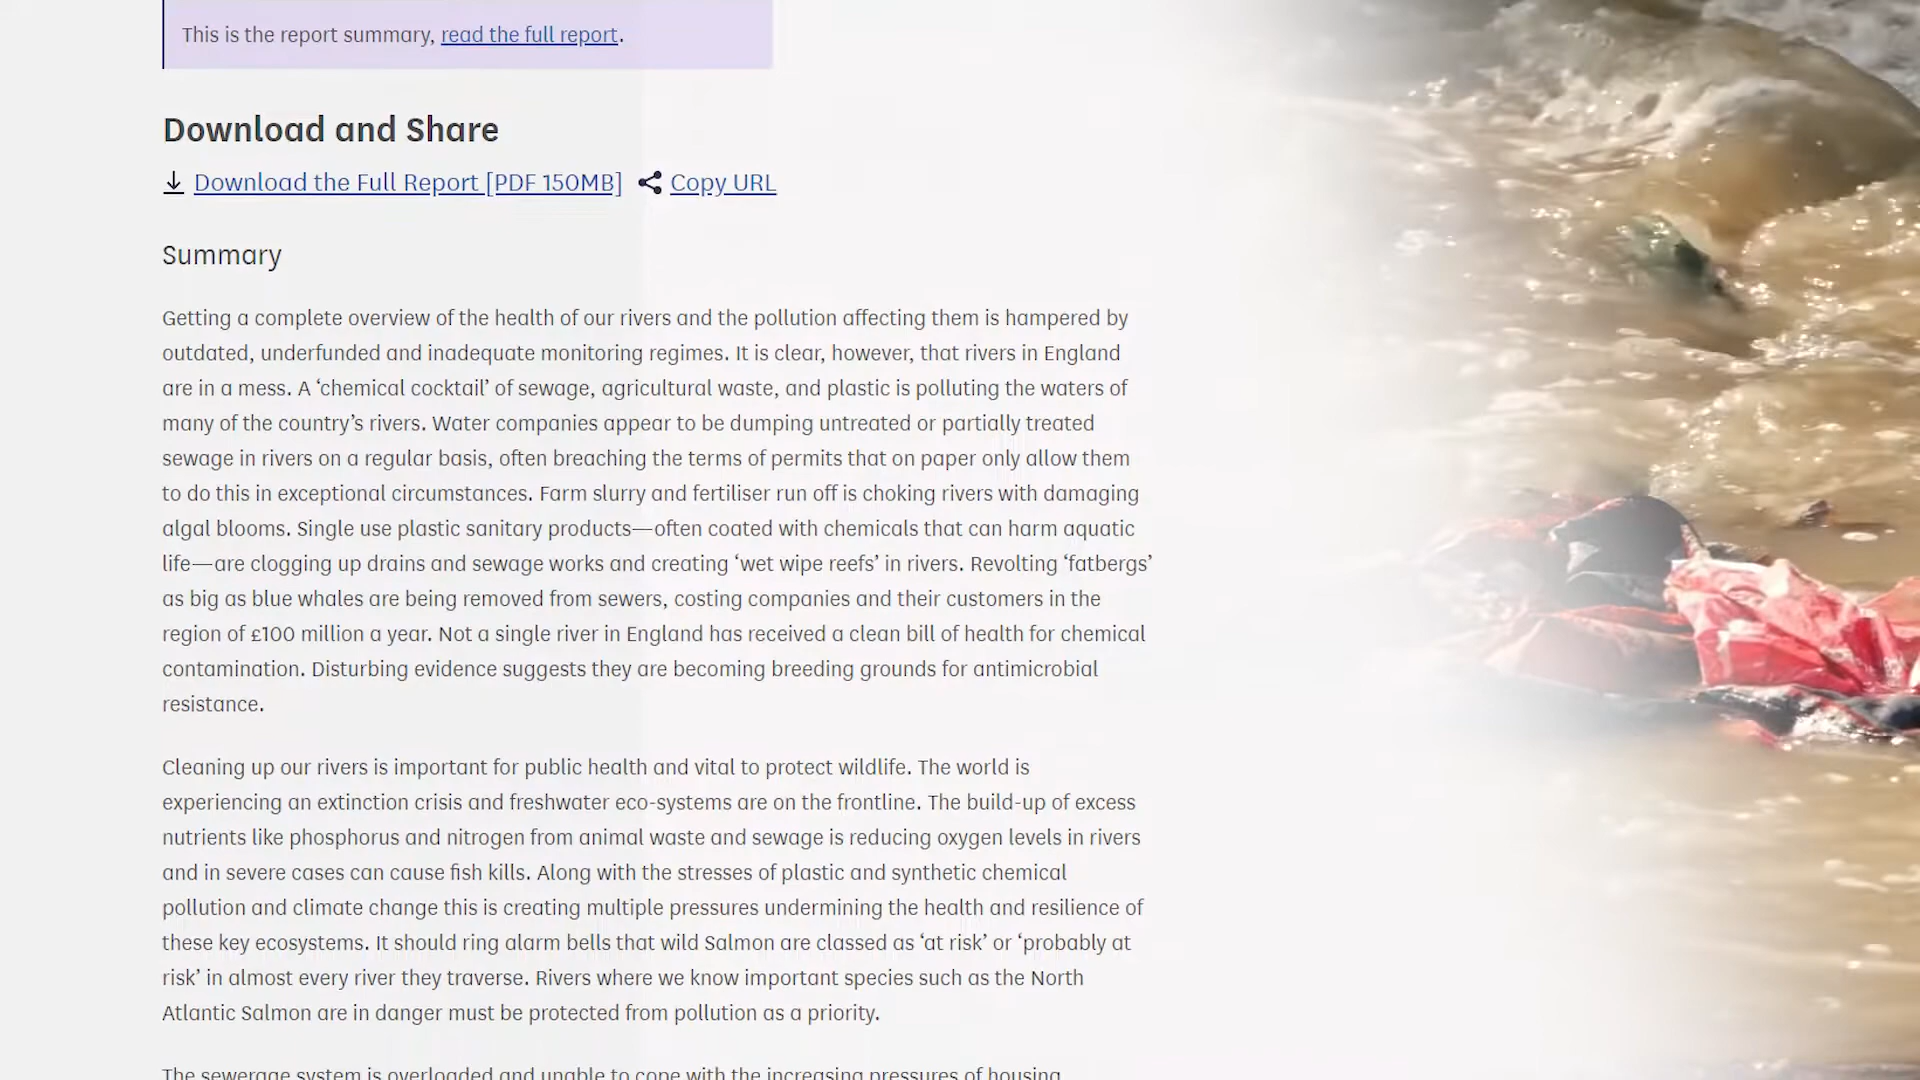 This is the report summary, read the full report.
Download and Share
Download the Full Report [PDF 150MB] Copy URL
Summary
Getting a complete overview of the health of our rivers and the pollution affecting them is hampered by
outdated, underfunded and inadequate monitoring regimes. It is clear, however, that rivers in England
are in a mess. A ‘chemical cocktail’ of sewage, agricultural waste, and plastic is polluting the waters of
many of the country’s rivers. Water companies appear to be dumping untreated or partially treated
sewage in rivers on a regular basis, often breaching the terms of permits that on paper only allow them
to do this in exceptional circumstances. Farm slurry and fertiliser run off is choking rivers with damaging
algal blooms. Single use plastic sanitary products—often coated with chemicals that can harm aquatic
life—are clogging up drains and sewage works and creating ‘wet wipe reefs’ in rivers. Revolting ‘fatbergs’
as big as blue whales are being removed from sewers, costing companies and their customers in the
region of £100 million a year. Not a single river in England has received a clean bill of health for chemical
contamination. Disturbing evidence suggests they are becoming breeding grounds for antimicrobial
resistance.
Cleaning up our rivers is important for public health and vital to protect wildlife. The world is
experiencing an extinction crisis and freshwater eco-systems are on the frontline. The build-up of excess
nutrients like phosphorus and nitrogen from animal waste and sewage is reducing oxygen levels in rivers
and in severe cases can cause fish kills. Along with the stresses of plastic and synthetic chemical
pollution and climate change this is creating multiple pressures undermining the health and resilience of
these key ecosystems. It should ring alarm bells that wild Salmon are classed as ‘at risk’ or ‘probably at
risk’ in almost every river they traverse. Rivers where we know important species such as the North
Atlantic Salmon are in danger must be protected from pollution as a priority.
The sewerage system is overloaded and unable to cope with the increasing pressures of housing